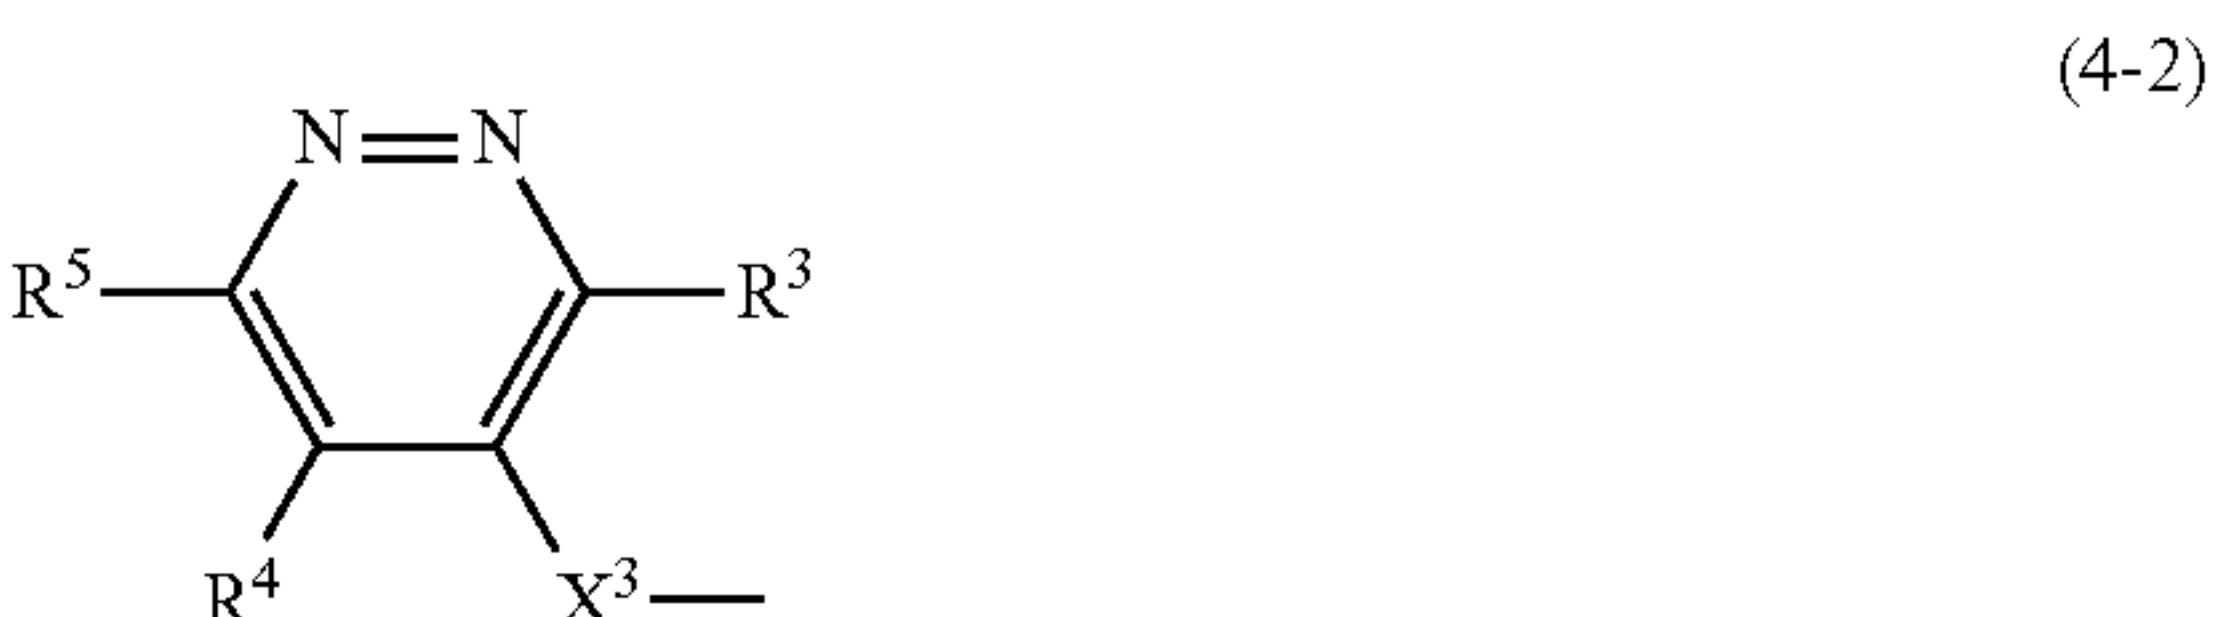 (4-2)
N=N
R⁵ R³
R⁴ X³